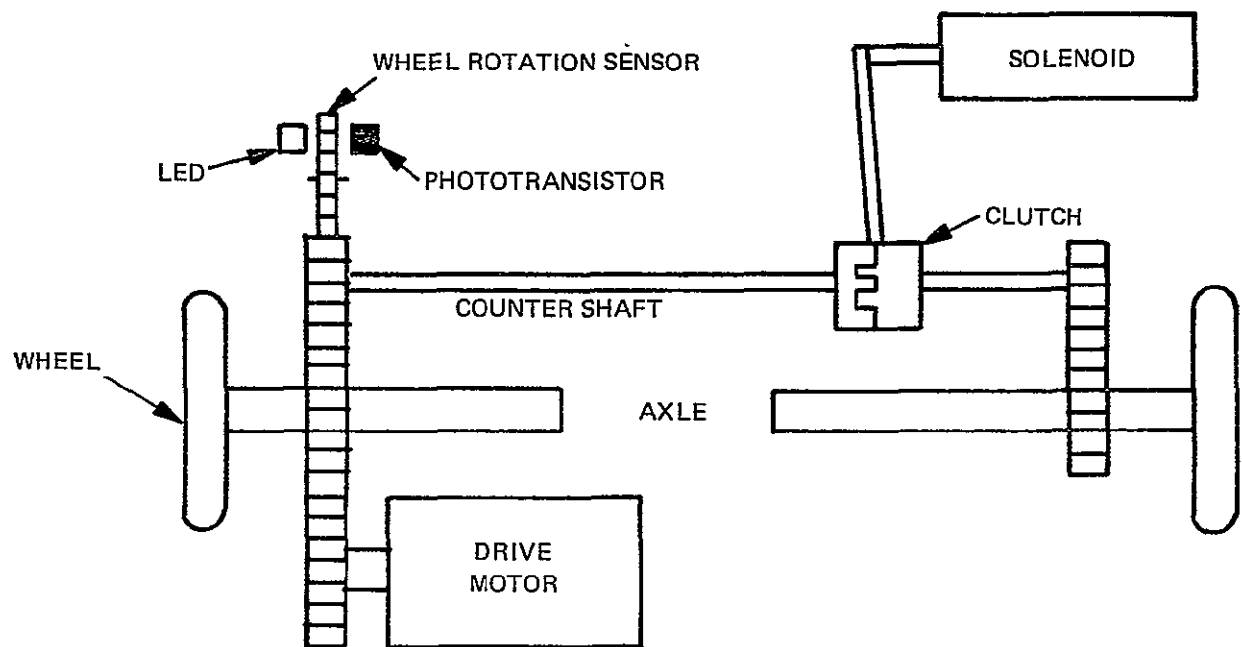 WHEEL ROTATION SENSOR
SOLENOID
LED
PHOTOTRANSISTOR
CLUTCH
COUNTER SHAFT
WHEEL
AXLE
DRIVE
MOTOR